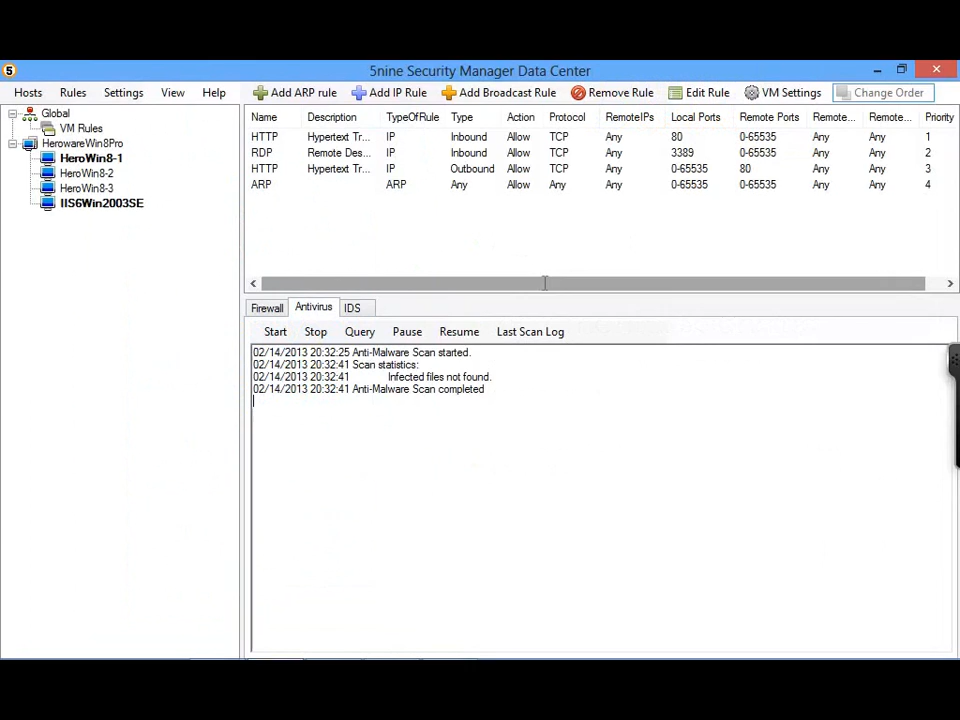 5nine Security Manager Data Center
Hosts Rules Settings View Help
Add ARP rule Add IP Rule Add Broadcast Rule Remove Rule Edit Rule VM Settings Change Order
Global
VM Rules
HerowareWin8Pro
HeroWin8-1
HeroWin8-2
HeroWin8-3
IIS6Win2003SE
Name Description TypeOfRule Type Action Protocol RemoteIPs Local Ports Remote Ports Remote... Remote... Priority
HTTP Hypertext Tr... IP Inbound Allow TCP Any 80 0-65535 Any Any 1
RDP Remote Des... IP Inbound Allow TCP Any 3389 0-65535 Any Any 2
HTTP Hypertext Tr... IP Outbound Allow TCP Any 0-65535 80 Any Any 3
ARP ARP Any Allow Any Any 0-65535 0-65535 Any Any 4
Firewall Antivirus IDS
Start Stop Query Pause Resume Last Scan Log
02/14/2013 20:32:25 Anti-Malware Scan started.
02/14/2013 20:32:41 Scan statistics:
02/14/2013 20:32:41 Infected files not found.
02/14/2013 20:32:41 Anti-Malware Scan completed